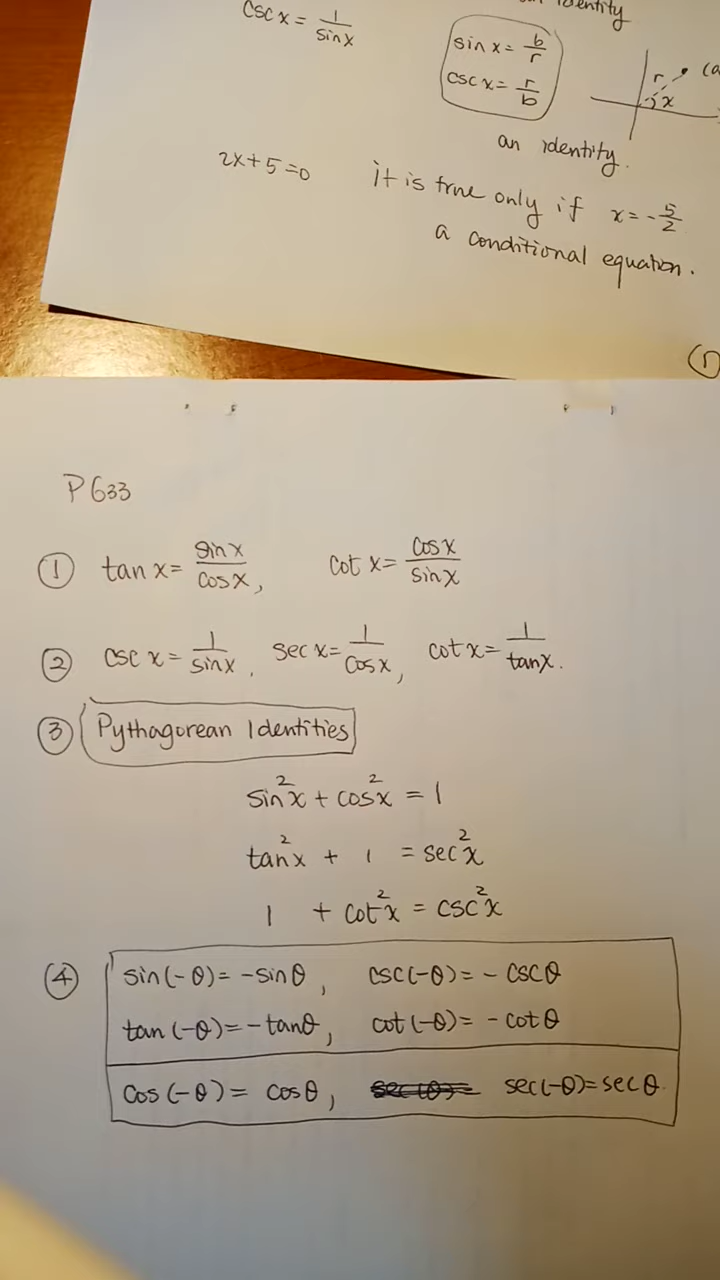 identity
csc x = 1/sin x
sin x = b/r
csc x = r/b
r
x
an identity.
2x + 5 = 0 it is true only if x = -5/2
a conditional equation.
①
P633
① tan x = sin x/cos x, cot x = cos x/sin x
② csc x = 1/sin x, sec x = 1/cos x, cot x = 1/tan x.
③ Pythagorean Identities
sin²x + cos²x = 1
tan²x + 1 = sec²x
1 + cot²x = csc²x
④ sin(-θ) = -sinθ, csc(-θ) = -cscθ
tan(-θ) = -tanθ, cot(-θ) = -cotθ
cos(-θ) = cosθ, sec(-θ) = secθ.